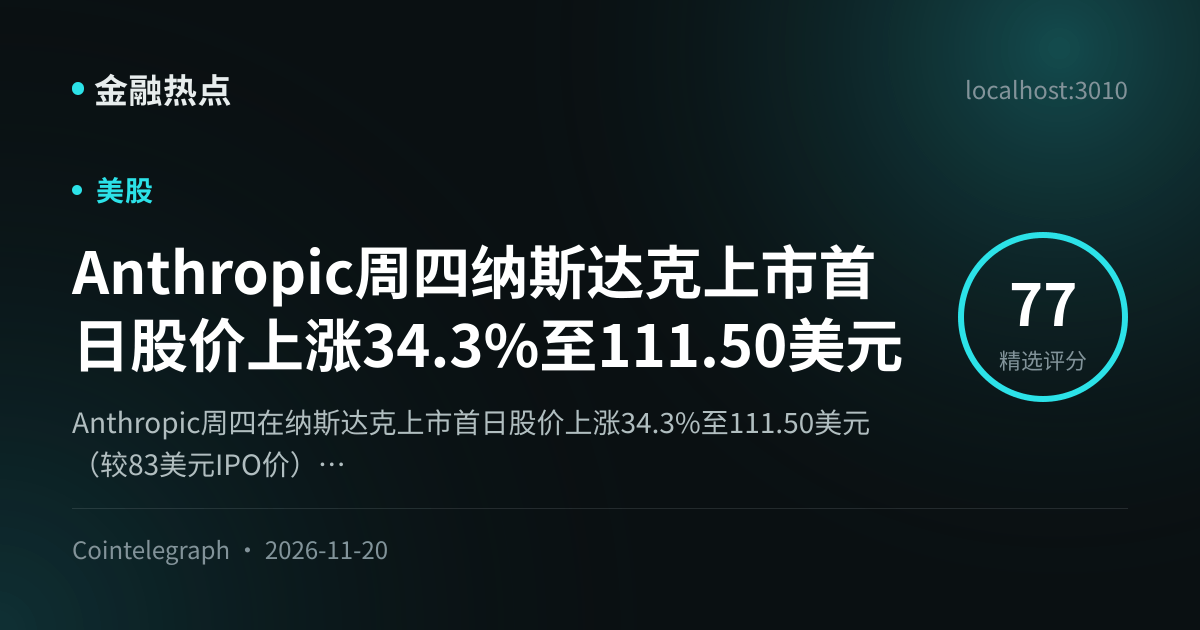 金融热点
localhost:3010
美股
Anthropic周四纳斯达克上市首
日股价上涨34.3%至111.50美元
77
精选评分
Anthropic周四在纳斯达克上市首日股价上涨34.3%至111.50美元
（较83美元IPO价）…
Cointelegraph · 2026-11-20